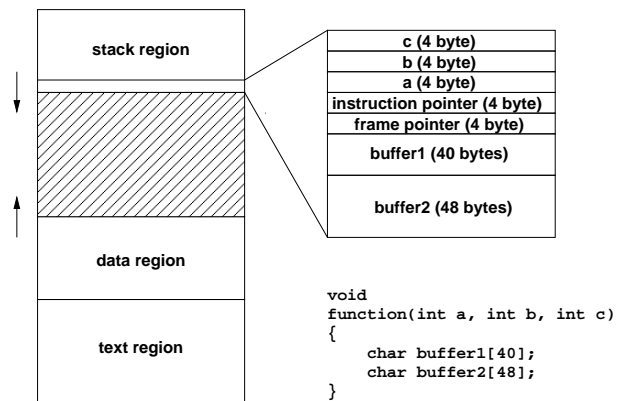 stack region
data region
text region
c (4 byte)
b (4 byte)
a (4 byte)
instruction pointer (4 byte)
frame pointer (4 byte)
buffer1 (40 bytes)
buffer2 (48 bytes)
void
function(int a, int b, int c)
{
    char buffer1[40];
    char buffer2[48];
}